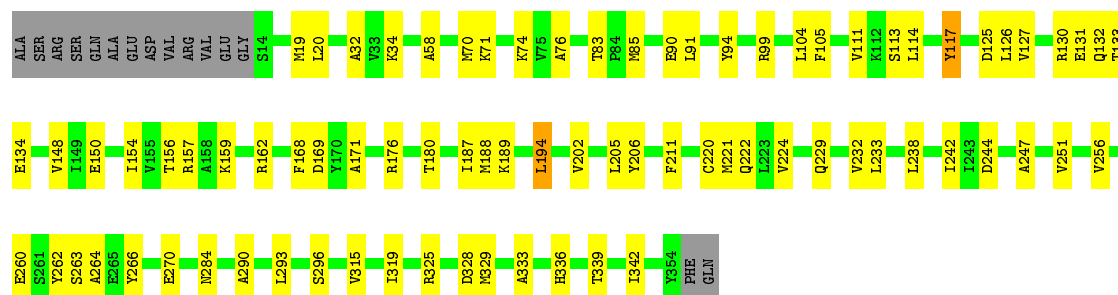 ALA SER ARG SER GLN ALA GLU ASP VAL ARG VAL GLU GLY S14 M19 L20 A32 V33 K34 A58 M70 K71 K74 V75 A76 T83 P84 M85 E90 L91 Y94 R99 L104 F105 V111 K112 S113 L114 Y117 D125 L126 V127 R130 E131 Q132 T133
E134 V148 I149 E150 I154 V155 T156 R157 A158 K159 R162 F168 D169 Y170 A171 R176 T180 I187 M188 K189 L194 V202 L205 Y206 F211 C220 M221 Q222 L223 V224 Q229 V232 L233 L238 I242 I243 D244 A247 V251 V256
E260 S261 Y262 S263 A264 E265 Y266 E270 N284 A290 L293 S296 V315 I319 R325 D328 M329 A333 H336 T339 I342 Y354 PHE GLN